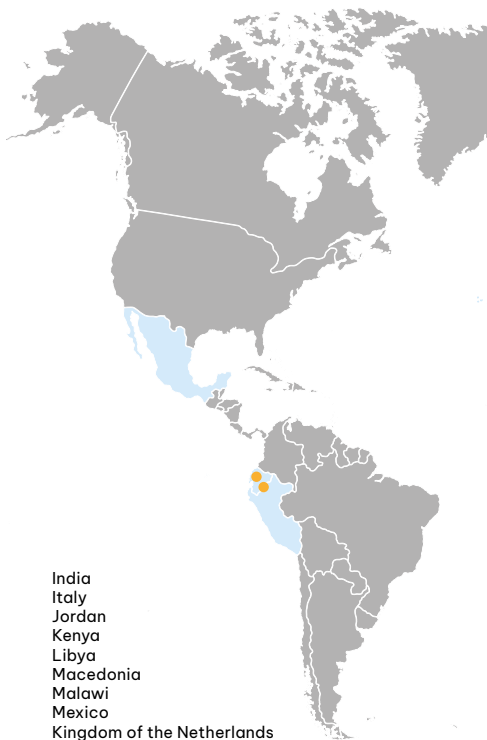 India
Italy
Jordan
Kenya
Libya
Macedonia
Malawi
Mexico
Kingdom of the Netherlands